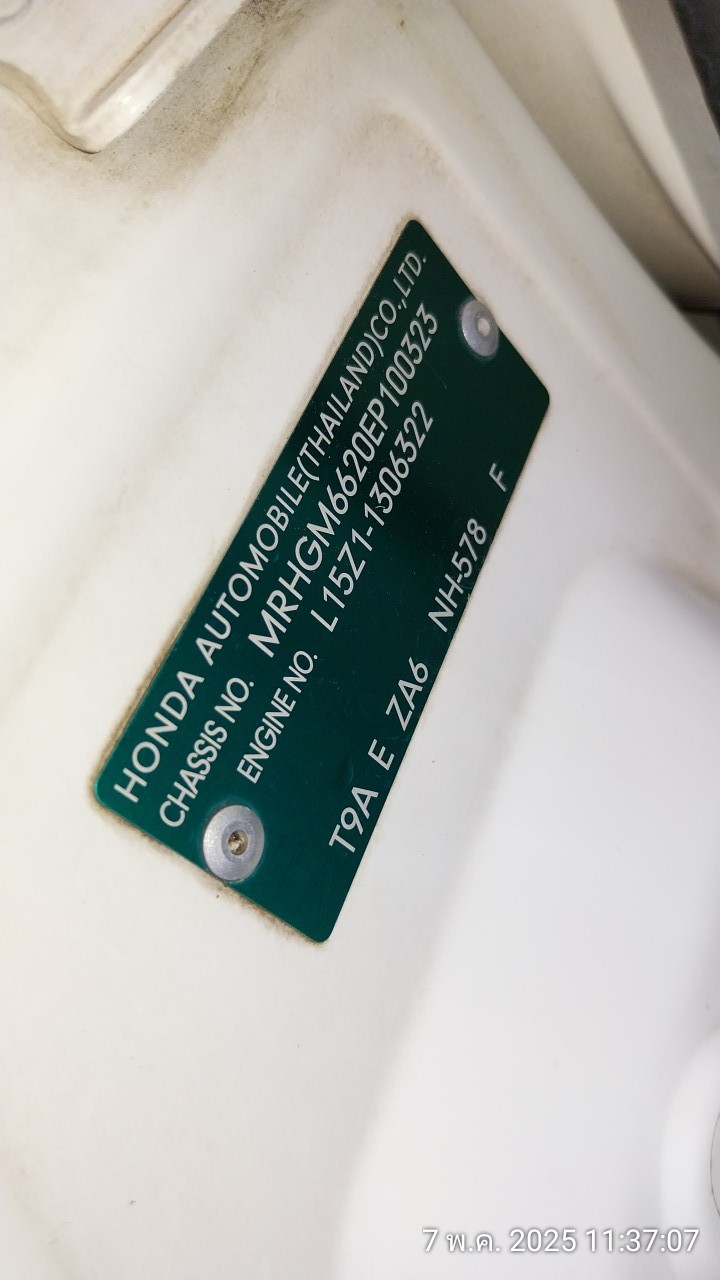 HONDA AUTOMOBILE(THAILAND)CO.,LTD.
CHASSIS NO. MRHGM6620EP100323
ENGINE NO. L15Z1-1306322
T9A E ZA6 NH-578 F
7 พ.ค. 2025 11:37:07